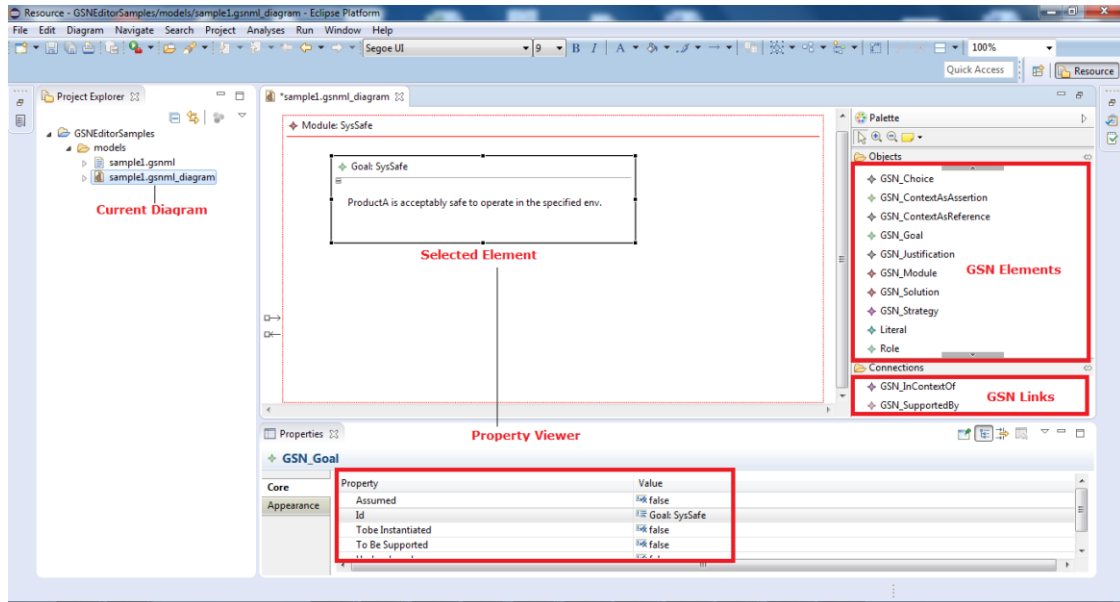 Resource - GSNEditorSamples/models/sample1.gsnml_diagram - Eclipse Platform
File Edit Diagram Navigate Search Project Analyses Run Window Help
Segoe UI 9 B I A 100%
Quick Access Resource
Project Explorer
GSNEditorSamples
models
sample1.gsnml
sample1.gsnml_diagram
Current Diagram
*sample1.gsnml_diagram
Module: SysSafe
Goal: SysSafe
ProductA is acceptably safe to operate in the specified env.
Selected Element
Palette
Objects
GSN_Choice
GSN_ContextAsAssertion
GSN_ContextAsReference
GSN_Goal
GSN_Justification
GSN_Module
GSN_Solution
GSN_Strategy
Literal
Role
GSN Elements
Connections
GSN_InContextOf
GSN_SupportedBy
GSN Links
Properties
Property Viewer
GSN_Goal
Core
Appearance
Property Value
Assumed false
Id Goal: SysSafe
Tobe Instantiated false
To Be Supported false